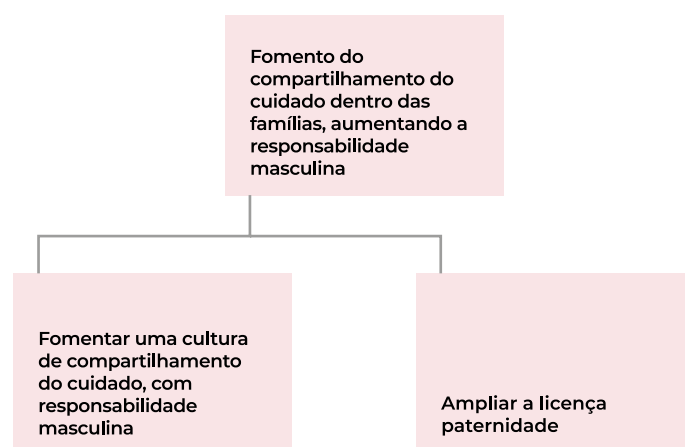 Fomento do
compartilhamento do
cuidado dentro das
famílias, aumentando a
responsabilidade
masculina
Fomentar uma cultura
de compartilhamento
do cuidado, com
responsabilidade
masculina
Ampliar a licença
paternidade